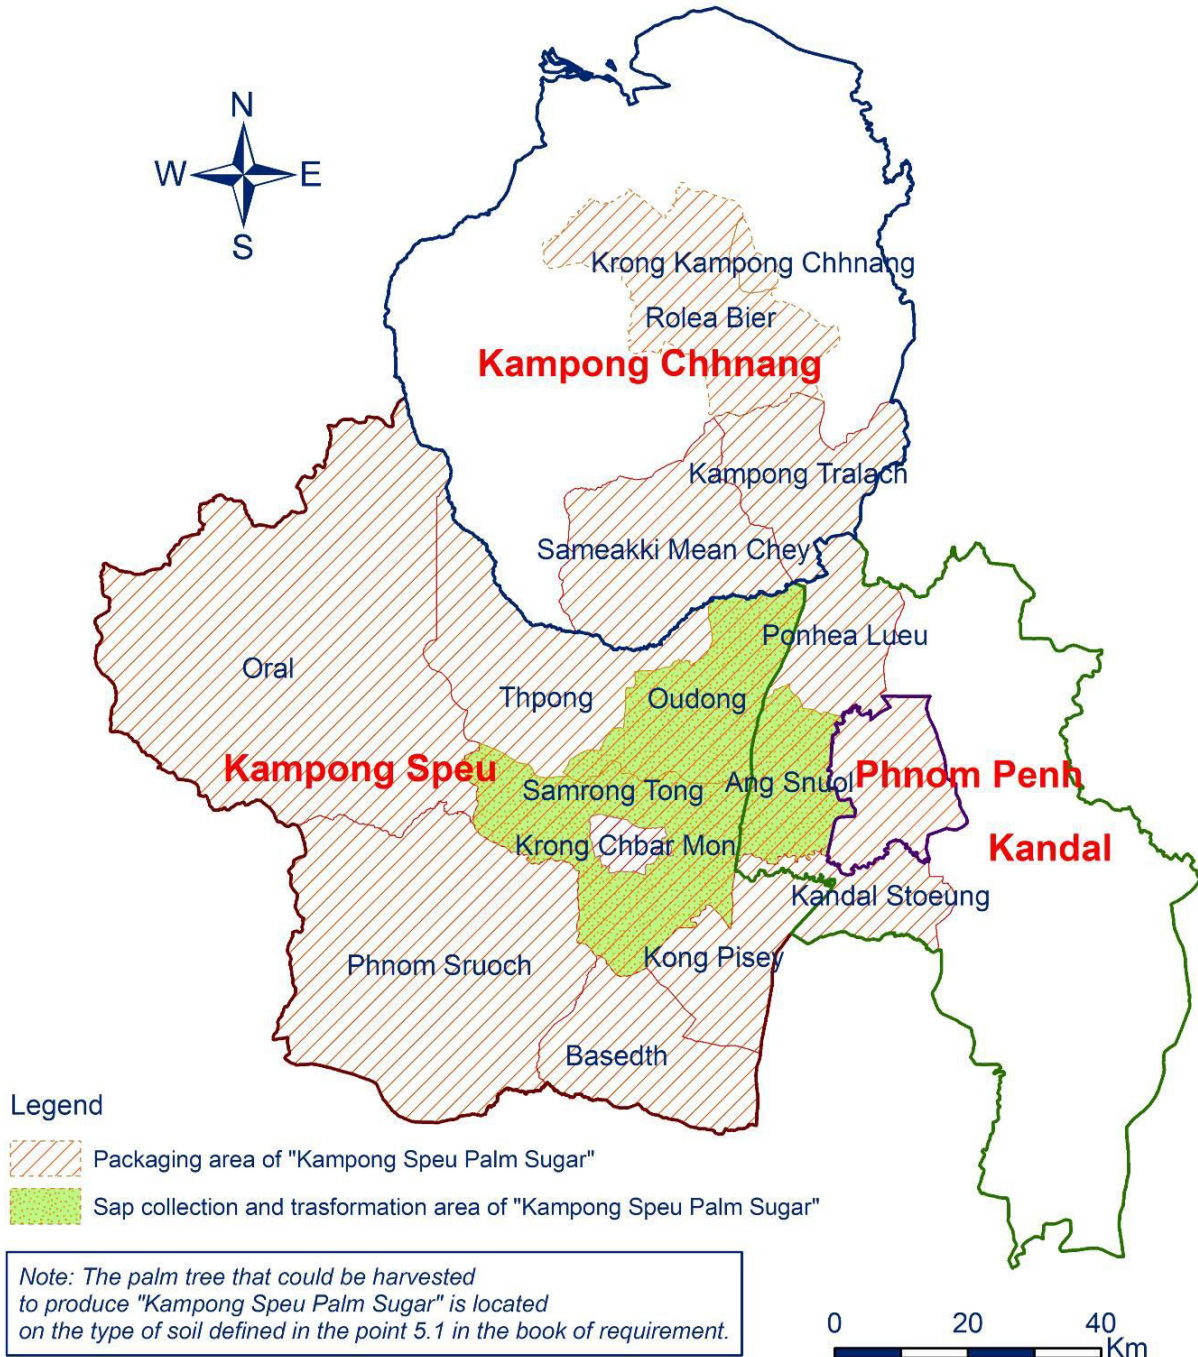 N
W E
S
Krong Kampong Chhnang
Rolea Bier
Kampong Chhnang
Kampong Tralach
Sameakki Mean Chey
Ponhea Lueu
Oral
Thpong
Oudong
Kampong Speu
Samrong Tong
Ang Snuol
Phnom Penh
Krong Chbar Mon
Kandal
Kandal Stoeung
Phnom Sruoch
Kong Pisey
Basedth
Legend
Packaging area of "Kampong Speu Palm Sugar"
Sap collection and trasformation area of "Kampong Speu Palm Sugar"
Note: The palm tree that could be harvested
to produce "Kampong Speu Palm Sugar" is located
on the type of soil defined in the point 5.1 in the book of requirement.
0 20 40
Km